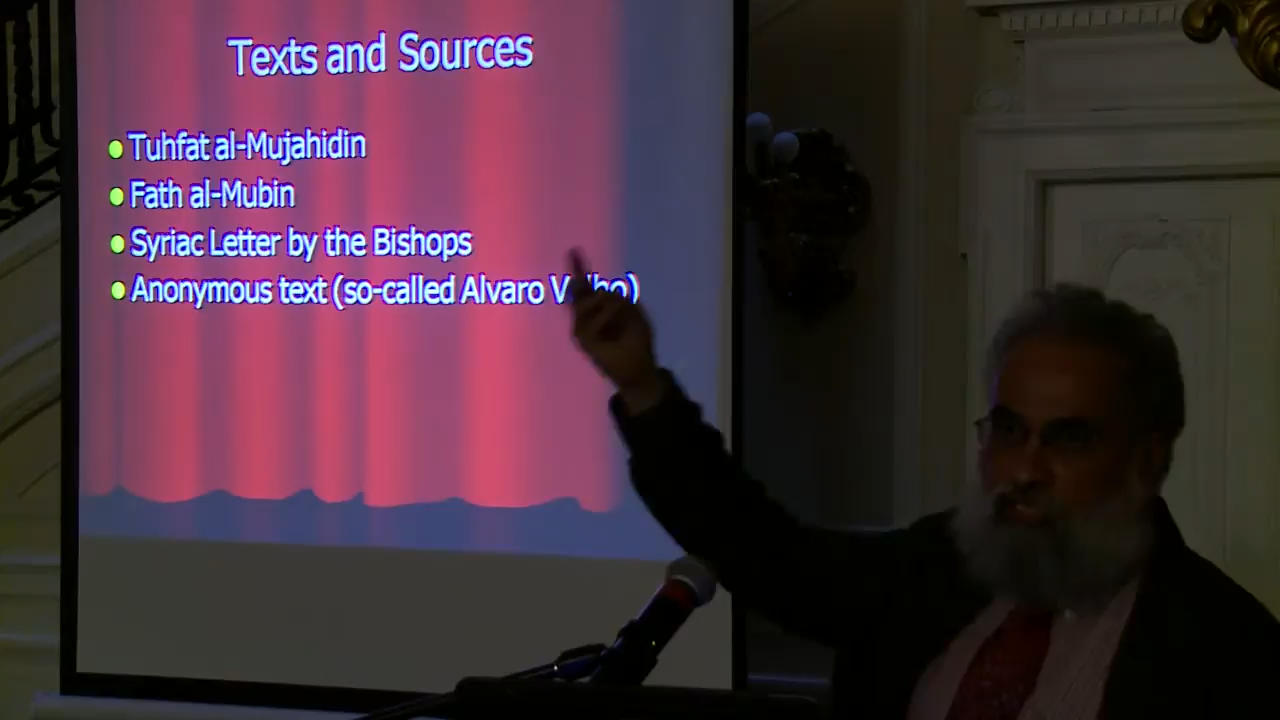 Texts and Sources
Tuhfat al-Mujahidin
Fath al-Mubin
Syriac Letter by the Bishops
Anonymous text (so-called Alvaro